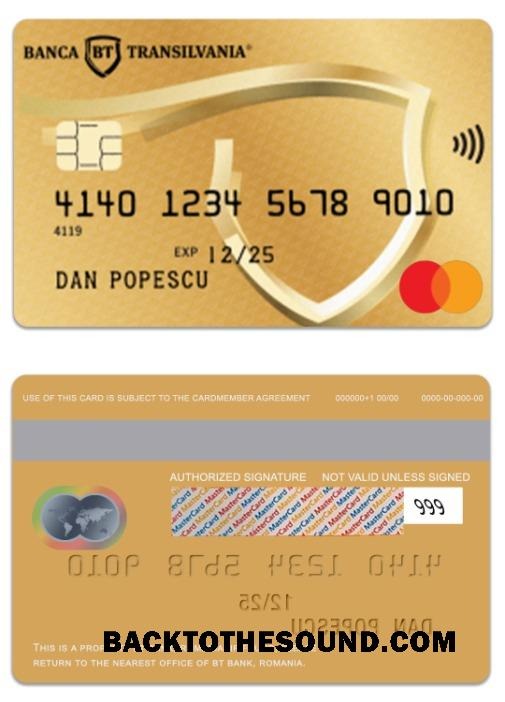 BANCA BT TRANSILVANIA®
4140 1234 5678 9010
4119
EXP 12/25
DAN POPESCU
USE OF THIS CARD IS SUBJECT TO THE CARDMEMBER AGREEMENT 000000+1 00/00 0000-00-000-00
AUTHORIZED SIGNATURE NOT VALID UNLESS SIGNED
MasterCard MasterCard MasterCard
999
4140 1234 5678 9010
12/25
DAN POPESCU
THIS IS A
BACKTOTHESOUND.COM
RETURN TO THE NEAREST OFFICE OF BT BANK, ROMANIA.